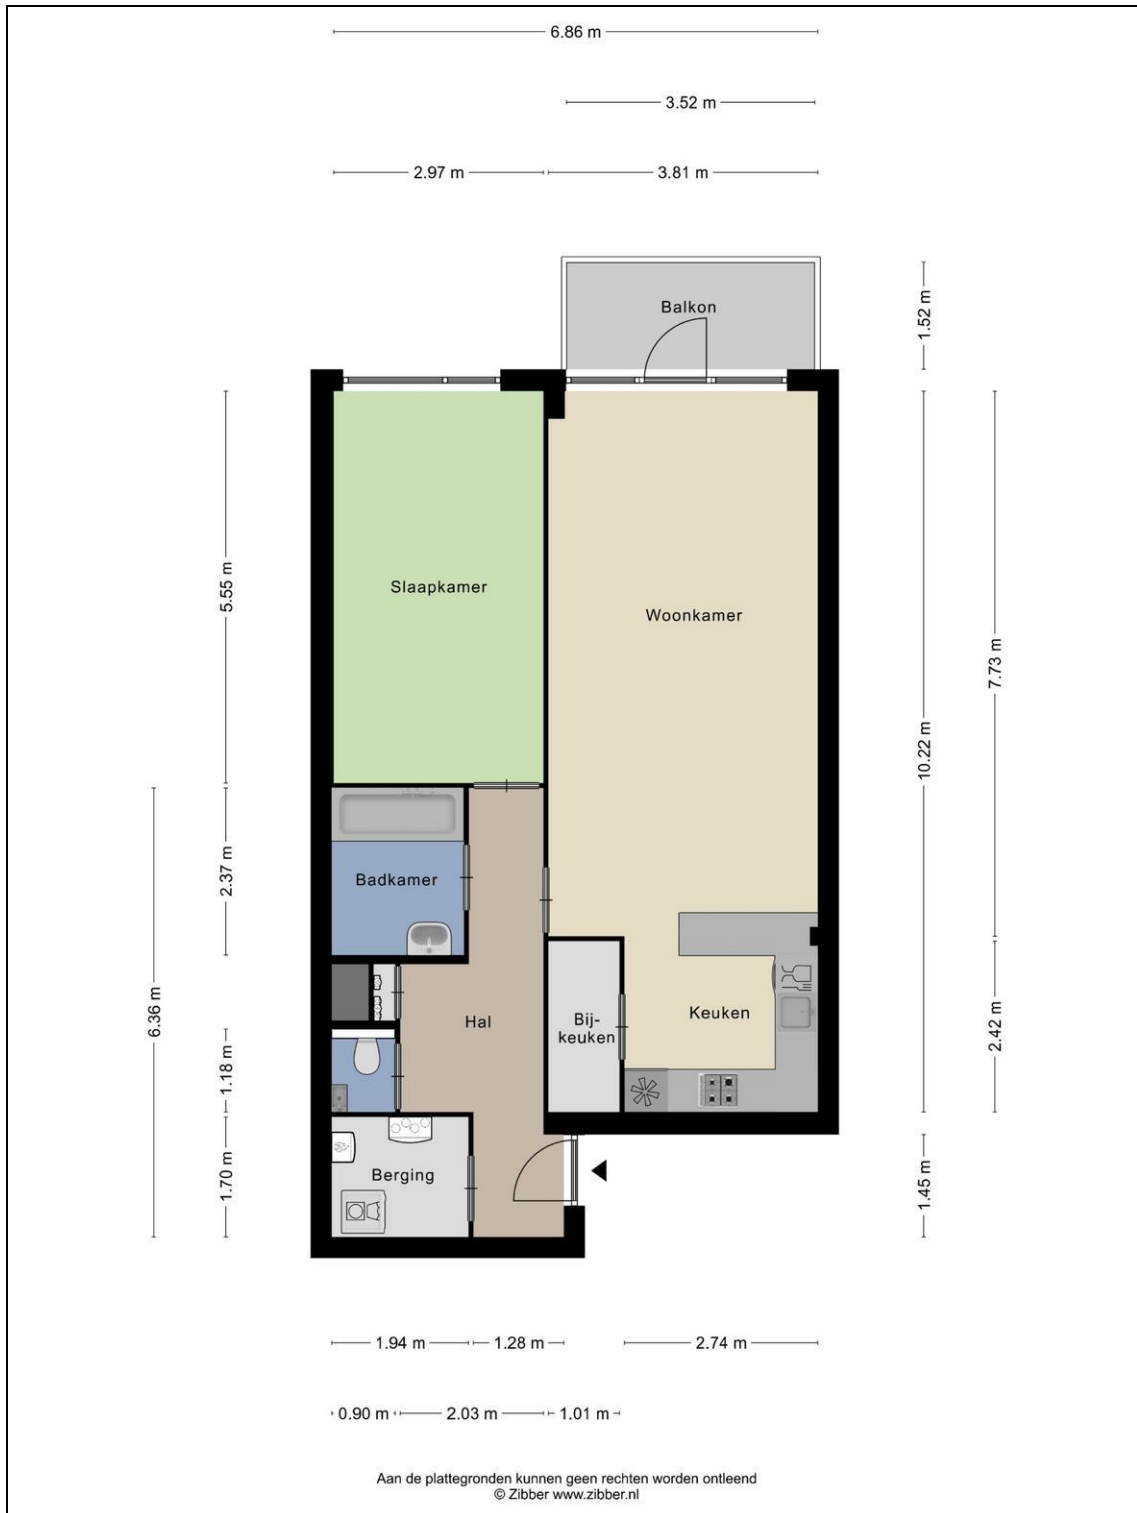 6.86 m
3.52 m
2.97 m
3.81 m
Balkon
1.52 m
Slaapkamer
Woonkamer
5.55 m
7.73 m
10.22 m
Badkamer
2.37 m
6.36 m
Hal
Bij-
keuken
Keuken
2.42 m
1.18 m
Berging
1.70 m
1.45 m
1.94 m
1.28 m
2.74 m
0.90 m
2.03 m
1.01 m
Aan de plattegronden kunnen geen rechten worden ontleend
© Zibber www.zibber.nl